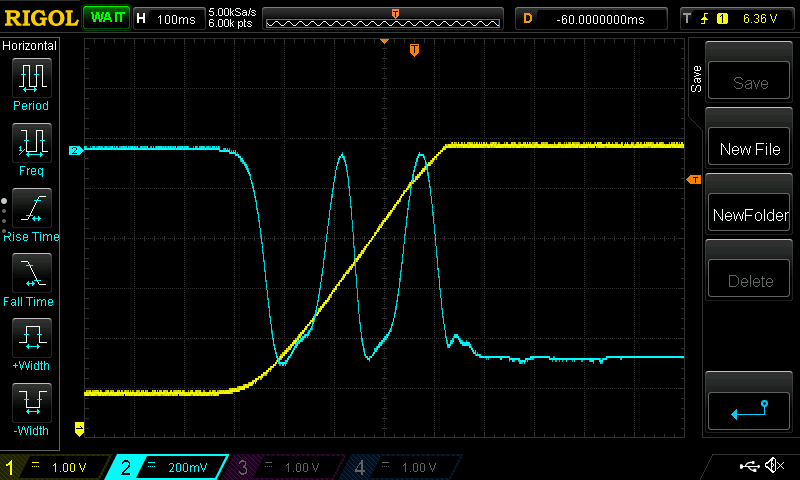 RIGOL WAIT H 100ms 5.00kSa/s D -60.0000000ms T 1 6.36 V
6.00k pts
T
Horizontal
T
Save
Save
Period
New File
2
Freq
1
T
NewFolder
Rise Time
Delete
Fall Time
+Width
-Width
1 1.00 V 2 200mV 3 1.00 V 4 1.00 V